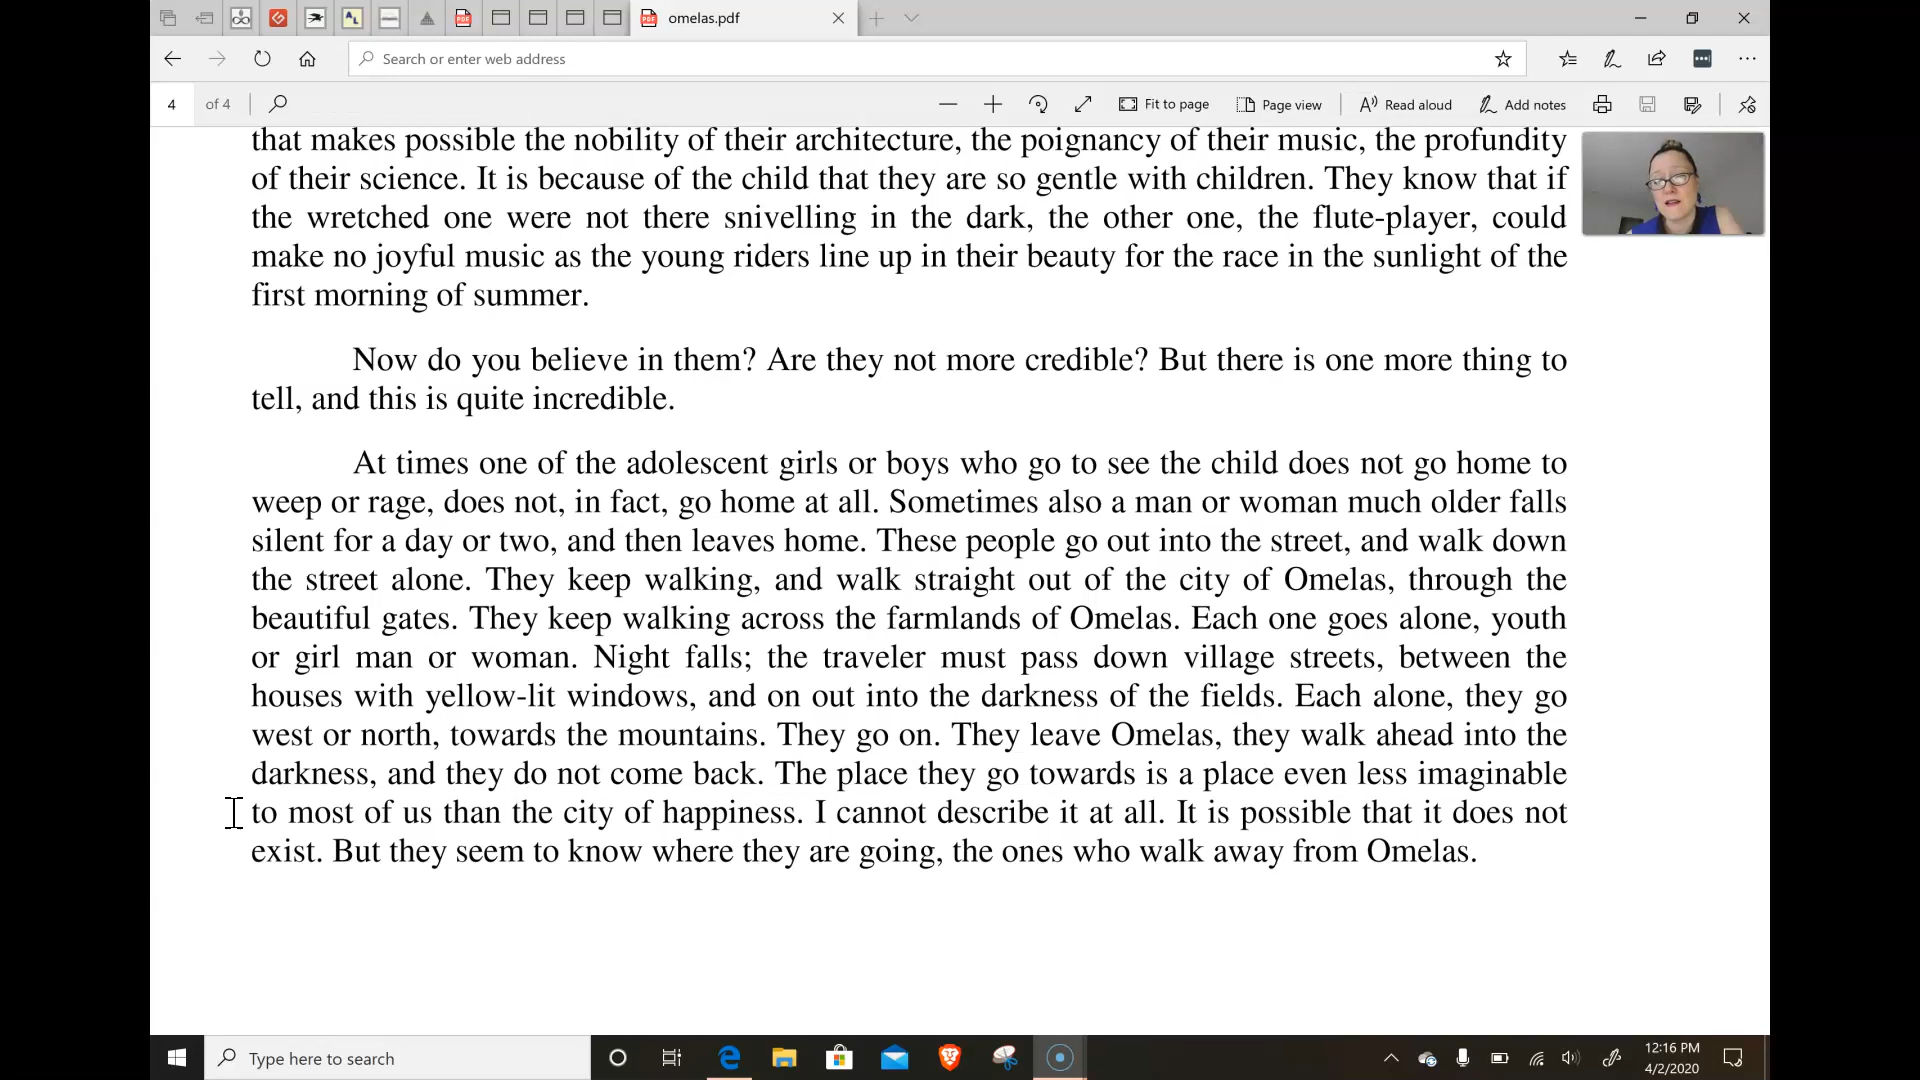 omelas.pdf
Search or enter web address
4 of 4
Fit to page
Page view
Read aloud
Add notes
that makes possible the nobility of their architecture, the poignancy of their music, the profundity
of their science. It is because of the child that they are so gentle with children. They know that if
the wretched one were not there snivelling in the dark, the other one, the flute-player, could
make no joyful music as the young riders line up in their beauty for the race in the sunlight of the
first morning of summer.
Now do you believe in them? Are they not more credible? But there is one more thing to
tell, and this is quite incredible.
At times one of the adolescent girls or boys who go to see the child does not go home to
weep or rage, does not, in fact, go home at all. Sometimes also a man or woman much older falls
silent for a day or two, and then leaves home. These people go out into the street, and walk down
the street alone. They keep walking, and walk straight out of the city of Omelas, through the
beautiful gates. They keep walking across the farmlands of Omelas. Each one goes alone, youth
or girl man or woman. Night falls; the traveler must pass down village streets, between the
houses with yellow-lit windows, and on out into the darkness of the fields. Each alone, they go
west or north, towards the mountains. They go on. They leave Omelas, they walk ahead into the
darkness, and they do not come back. The place they go towards is a place even less imaginable
to most of us than the city of happiness. I cannot describe it at all. It is possible that it does not
exist. But they seem to know where they are going, the ones who walk away from Omelas.
Type here to search
12:16 PM
4/2/2020